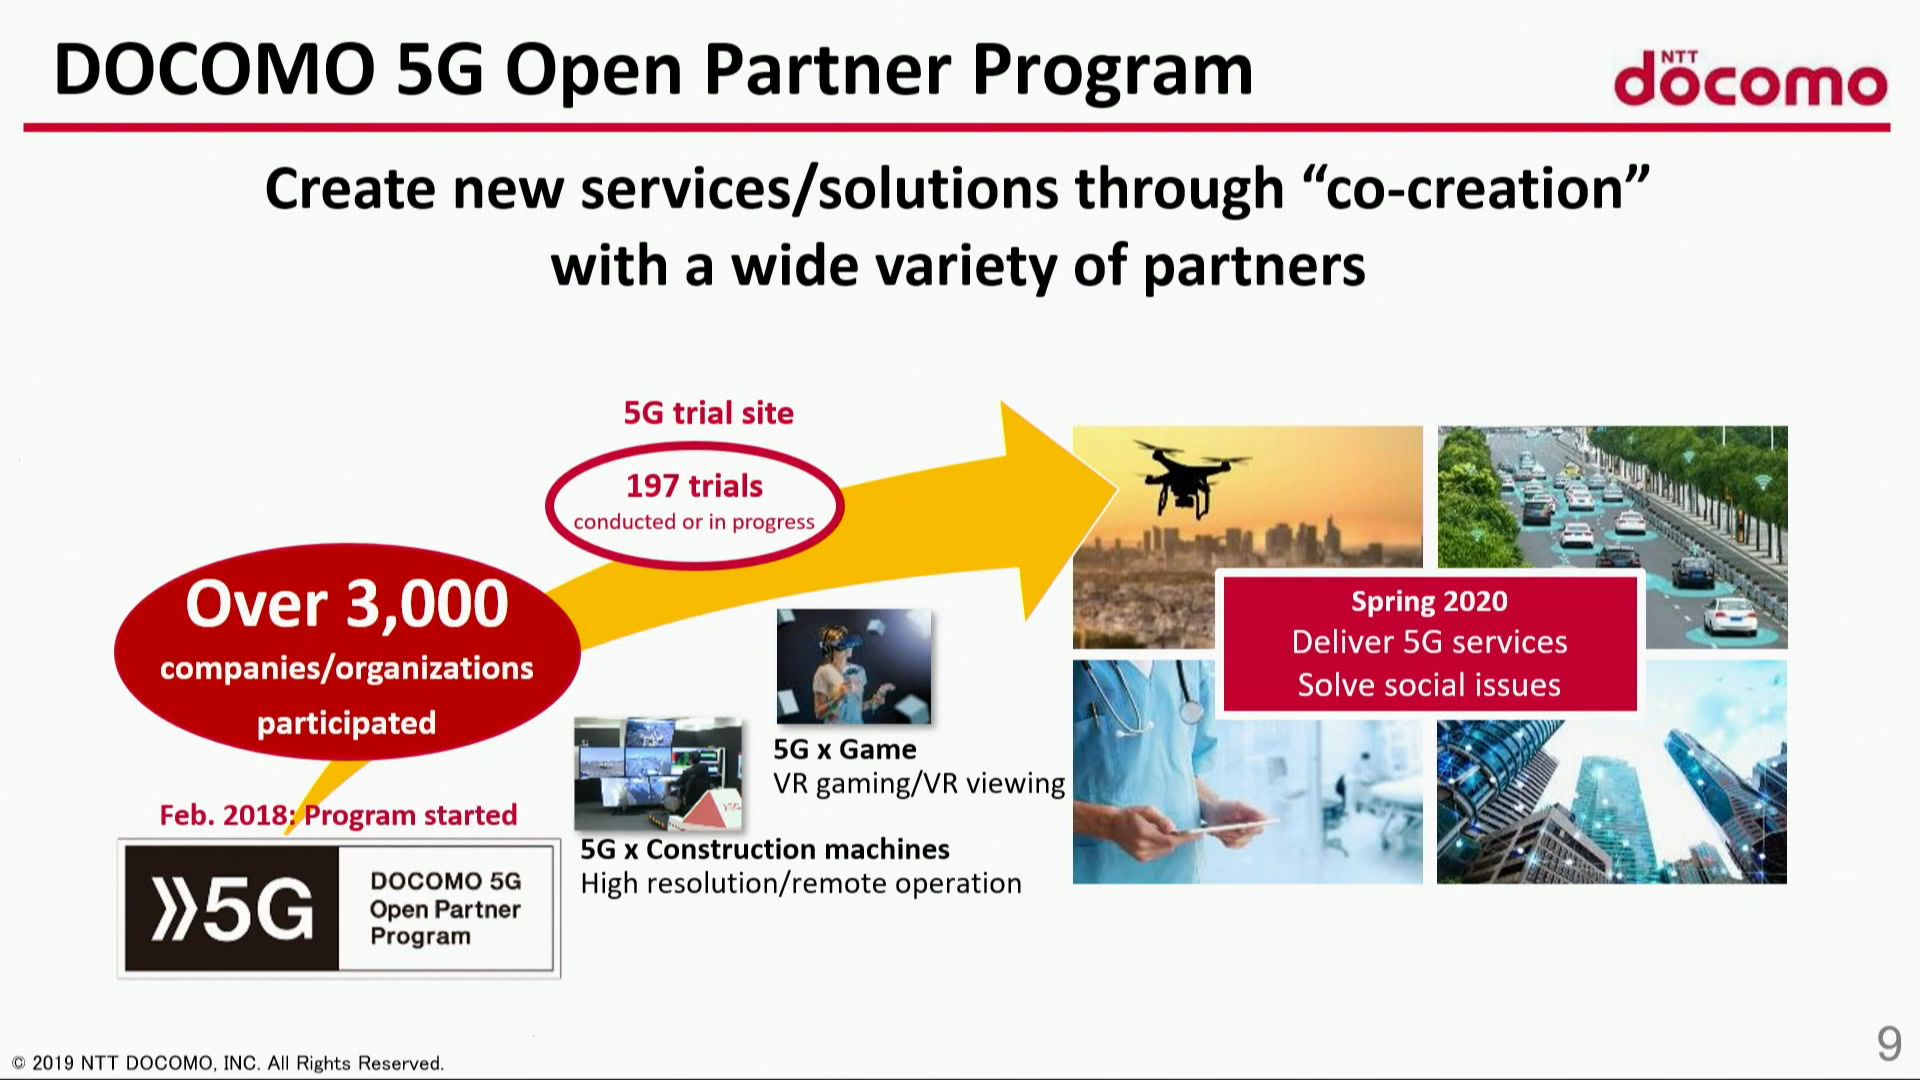 DOCOMO 5G Open Partner Program
NTT
docomo
Create new services/solutions through “co-creation”
with a wide variety of partners
5G trial site
197 trials
conducted or in progress
Over 3,000
companies/organizations
participated
Feb. 2018: Program started
»5G
DOCOMO 5G
Open Partner
Program
5G x Game
VR gaming/VR viewing
5G x Construction machines
High resolution/remote operation
Spring 2020
Deliver 5G services
Solve social issues
© 2019 NTT DOCOMO, INC. All Rights Reserved.
9